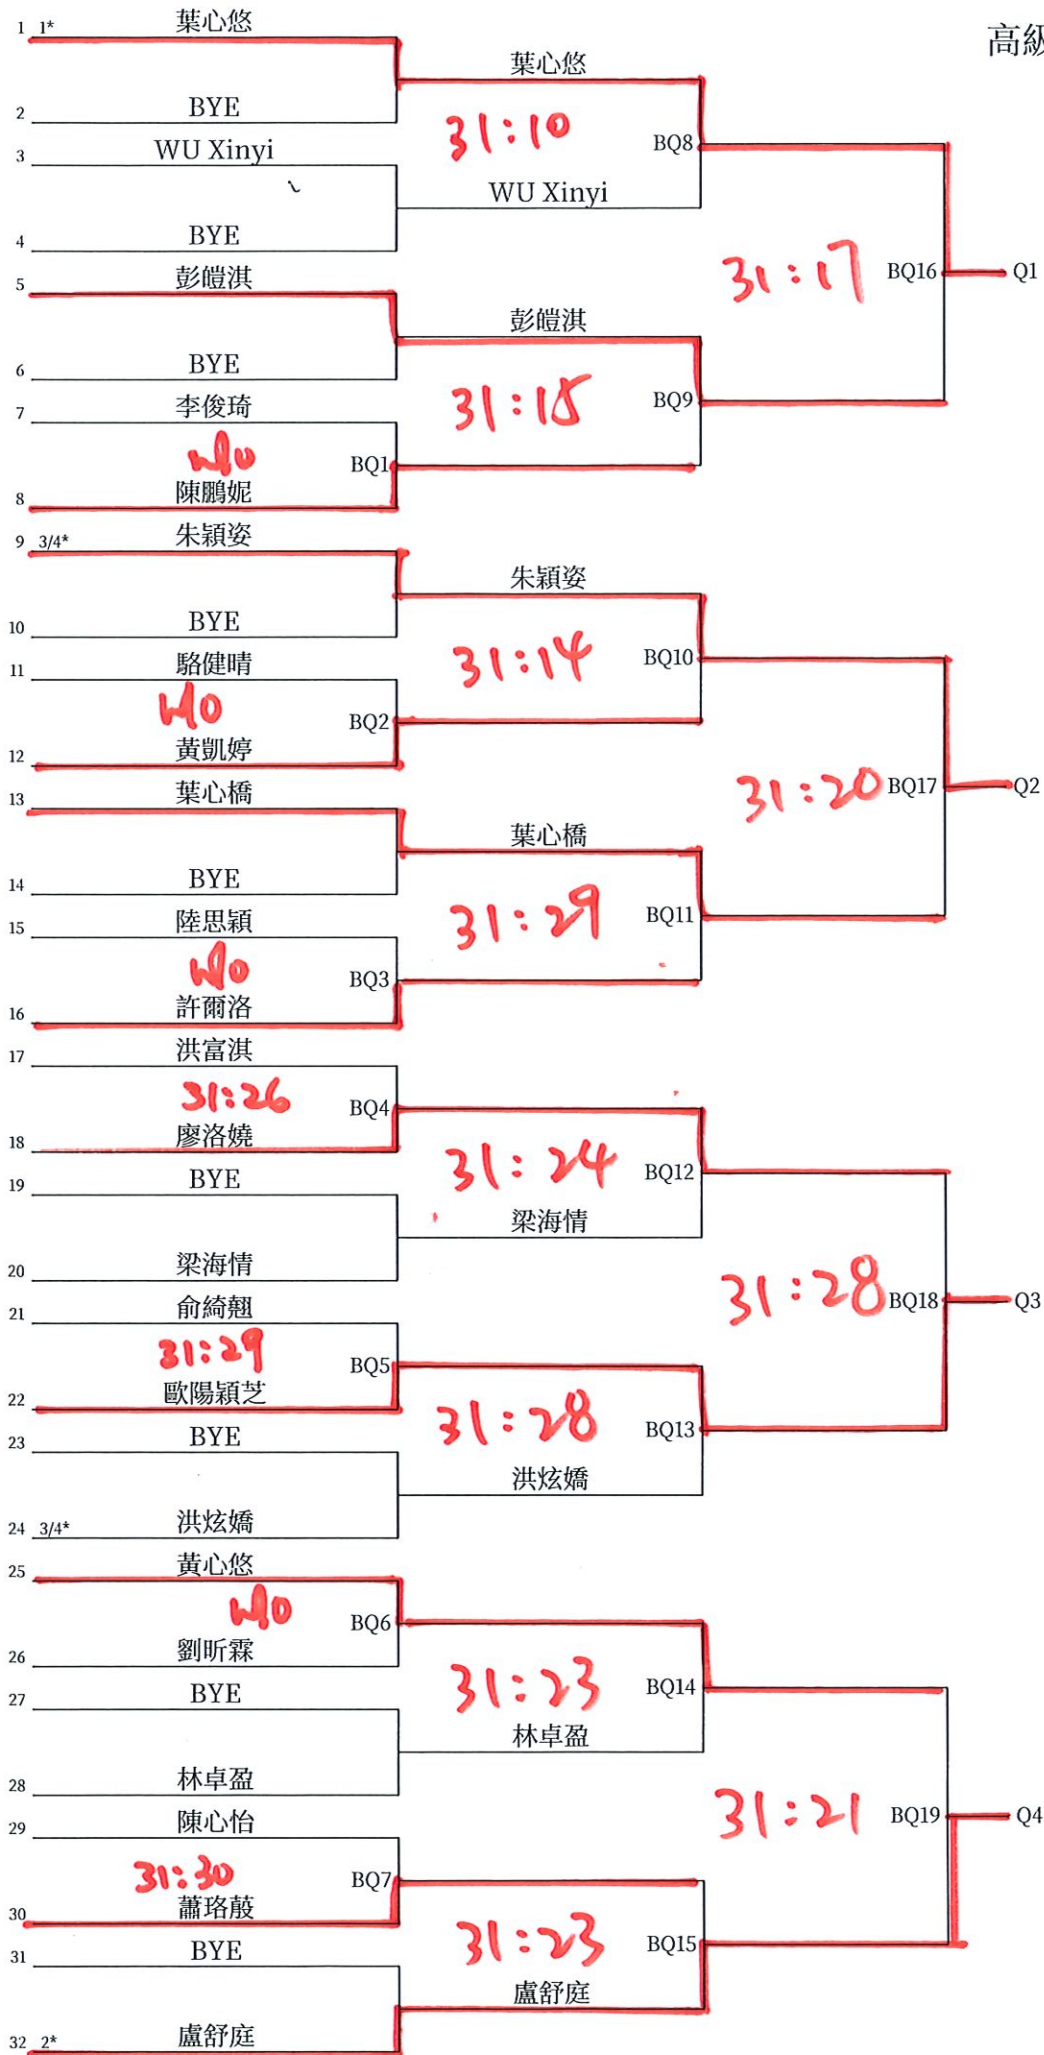 高級
1 1* 葉心悠
葉心悠
2 BYE
31:10 BQ8
3 WU Xinyi
WU Xinyi
4 BYE
31:17 BQ16 Q1
5 彭皚淇
彭皚淇
6 BYE
31:15 BQ9
7 李俊琦
w/o BQ1
8 陳鵬妮
9 3/4* 朱穎姿
朱穎姿
10 BYE
31:14 BQ10
11 駱健晴
w/o BQ2
12 黃凱婷
31:20 BQ17 Q2
13 葉心橋
葉心橋
14 BYE
31:29 BQ11
15 陸思穎
w/o BQ3
16 許爾洛
17 洪富淇
31:26 BQ4
18 廖洛嬈
31:24 BQ12
19 BYE
梁海情
20 梁海情
31:28 BQ18 Q3
21 俞綺翹
31:29 BQ5
22 歐陽穎芝
31:28 BQ13
23 BYE
洪炫嬌
24 3/4* 洪炫嬌
25 黃心悠
w/o BQ6
26 劉昕霖
31:23 BQ14
27 BYE
林卓盈
28 林卓盈
31:21 BQ19 Q4
29 陳心怡
31:30 BQ7
30 蕭珞殷
31:23 BQ15
31 BYE
盧舒庭
32 2* 盧舒庭